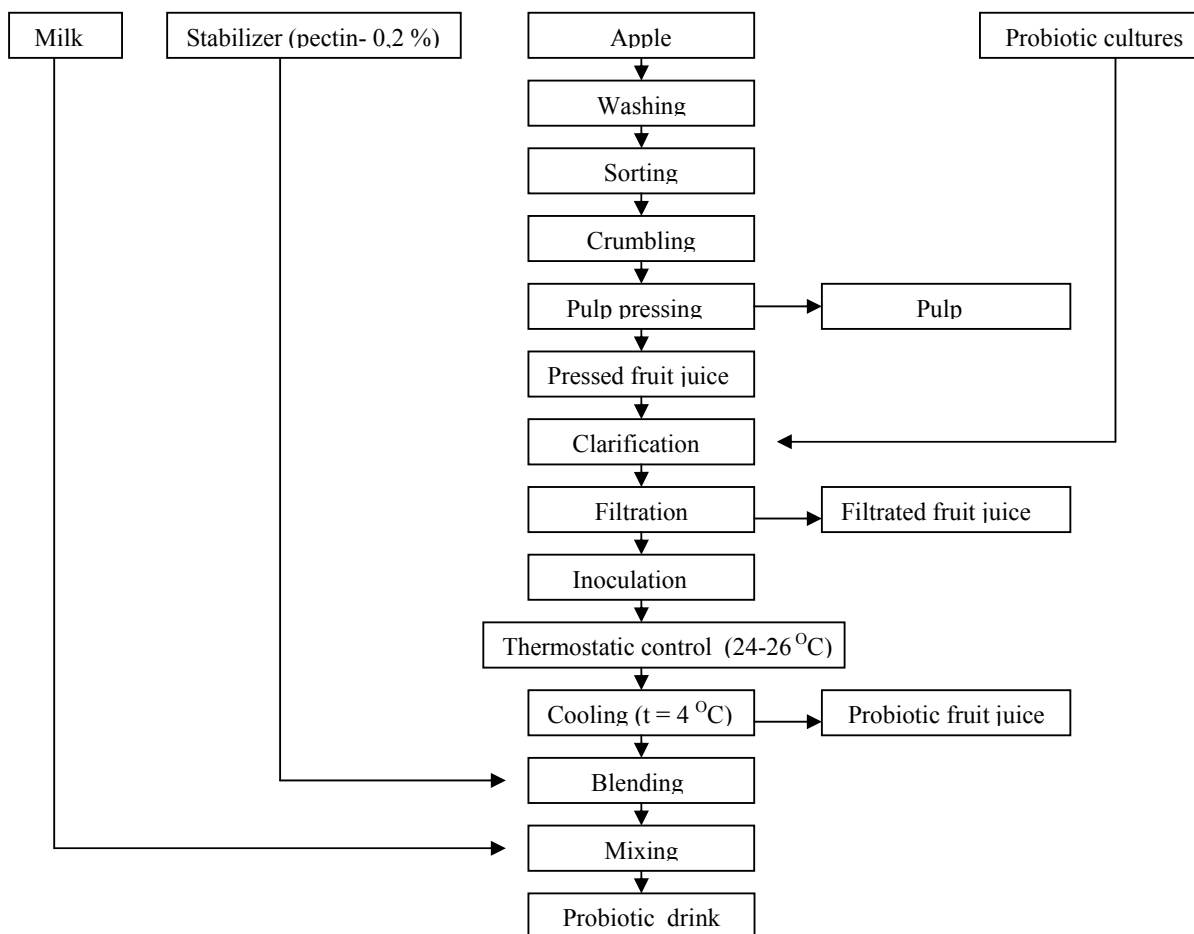 Milk
Stabilizer (pectin- 0,2 %)
Apple
Probiotic cultures
Washing
Sorting
Crumbling
Pulp pressing
Pulp
Pressed fruit juice
Clarification
Filtration
Filtrated fruit juice
Inoculation
Thermostatic control (24-26 ᴼC)
Cooling (t = 4 ᴼC)
Probiotic fruit juice
Blending
Mixing
Probiotic drink